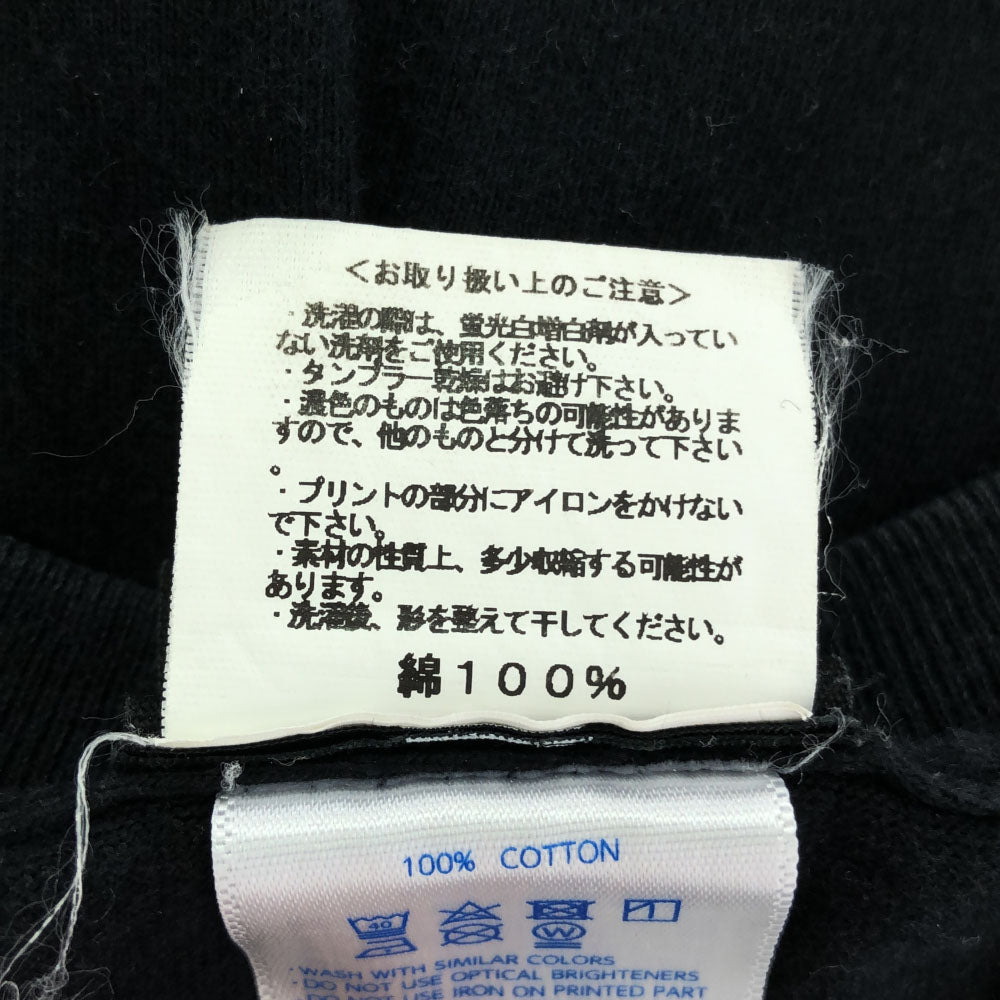 <お取り扱い上のご注意>
・洗濯の際は、蛍光白増白剤が入ってい
ない洗剤をご使用ください。
・タンブラー乾燥はお避け下さい。
・濃色のものは色落ちの可能性がありま
すので、他のものと分けて洗って下さい
。
・プリントの部分にアイロンをかけない
で下さい。
・素材の性質上、多少収縮する可能性が
あります。
・洗濯後、形を整えて干してください。
綿100%
100% COTTON
40
W
・WASH WITH SIMILAR COLORS
・DO NOT USE OPTICAL BRIGHTENERS
DO NOT USE IRON ON PRINTED PART